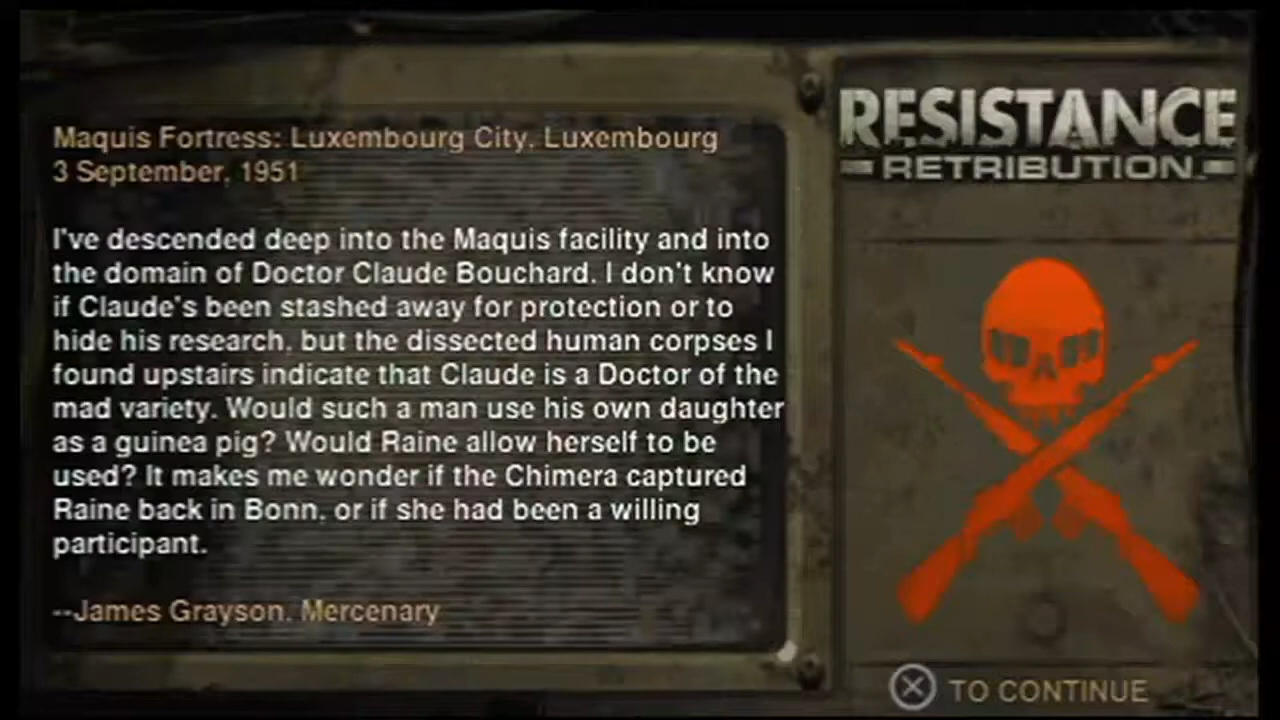 Maquis Fortress: Luxembourg City, Luxembourg
3 September, 1951
I've descended deep into the Maquis facility and into
the domain of Doctor Claude Bouchard. I don't know
if Claude's been stashed away for protection or to
hide his research, but the dissected human corpses I
found upstairs indicate that Claude is a Doctor of the
mad variety. Would such a man use his own daughter
as a guinea pig? Would Raine allow herself to be
used? It makes me wonder if the Chimera captured
Raine back in Bonn, or if she had been a willing
participant.
--James Grayson, Mercenary
RESISTANCE
RETRIBUTION™
TO CONTINUE